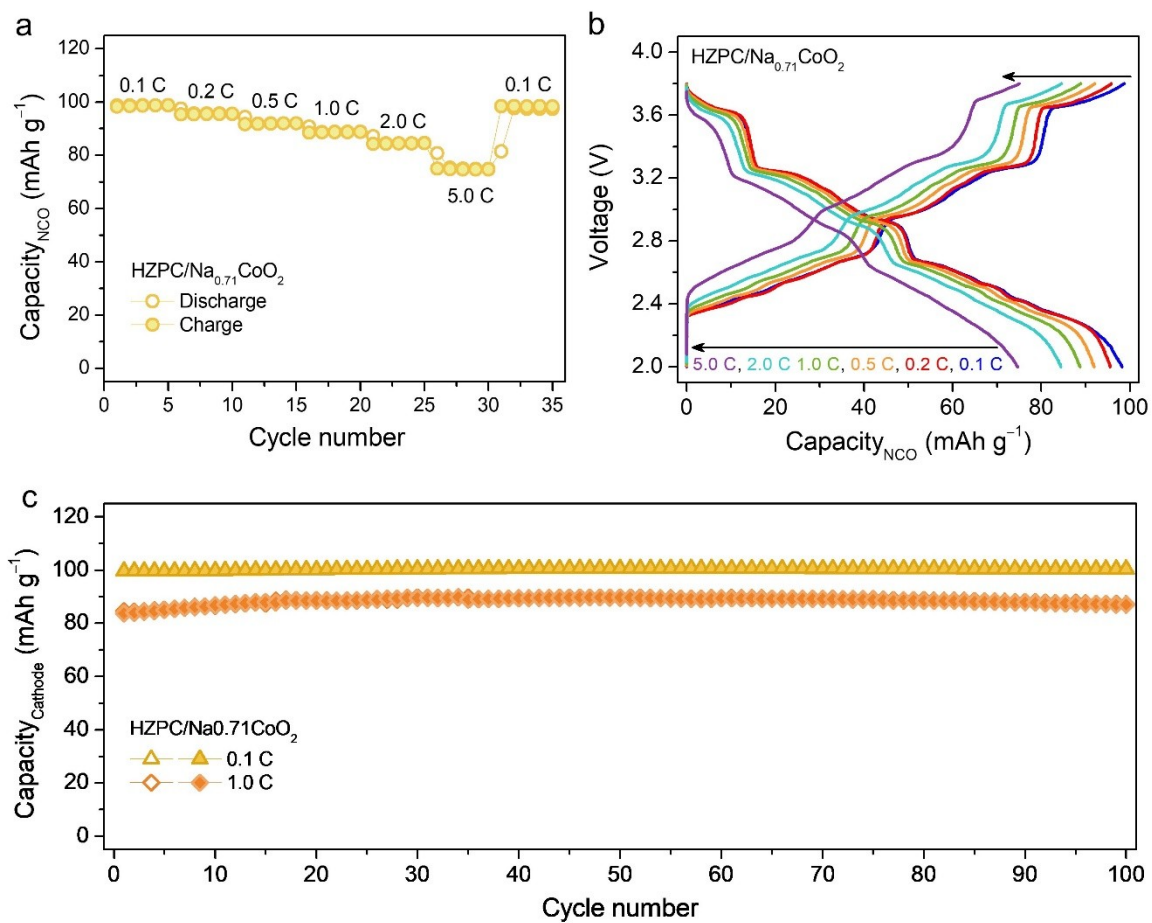 a
120
100
80
60
40
20
0
Capacity_NCO (mAh g⁻¹)
0.1 C
0.2 C
0.5 C
1.0 C
2.0 C
5.0 C
0.1 C
HZPC/Na₀.₇₁CoO₂
Discharge
Charge
0 5 10 15 20 25 30 35
Cycle number
b
4.0
3.6
3.2
2.8
2.4
2.0
Voltage (V)
HZPC/Na₀.₇₁CoO₂
5.0 C, 2.0 C, 1.0 C, 0.5 C, 0.2 C, 0.1 C
0 20 40 60 80 100
Capacity_NCO (mAh g⁻¹)
c
120
100
80
60
40
20
0
Capacity_Cathode (mAh g⁻¹)
HZPC/Na0.71CoO₂
0.1 C
1.0 C
0 10 20 30 40 50 60 70 80 90 100
Cycle number